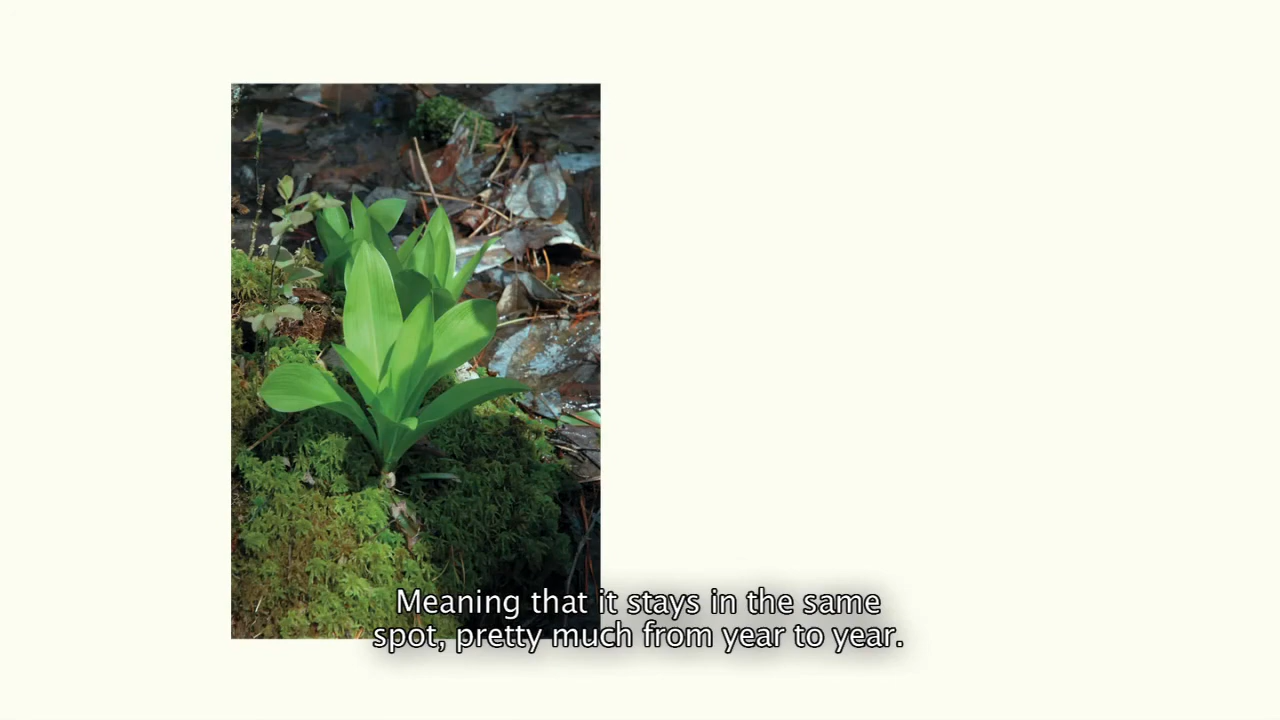 Meaning that it stays in the same
spot, pretty much from year to year.